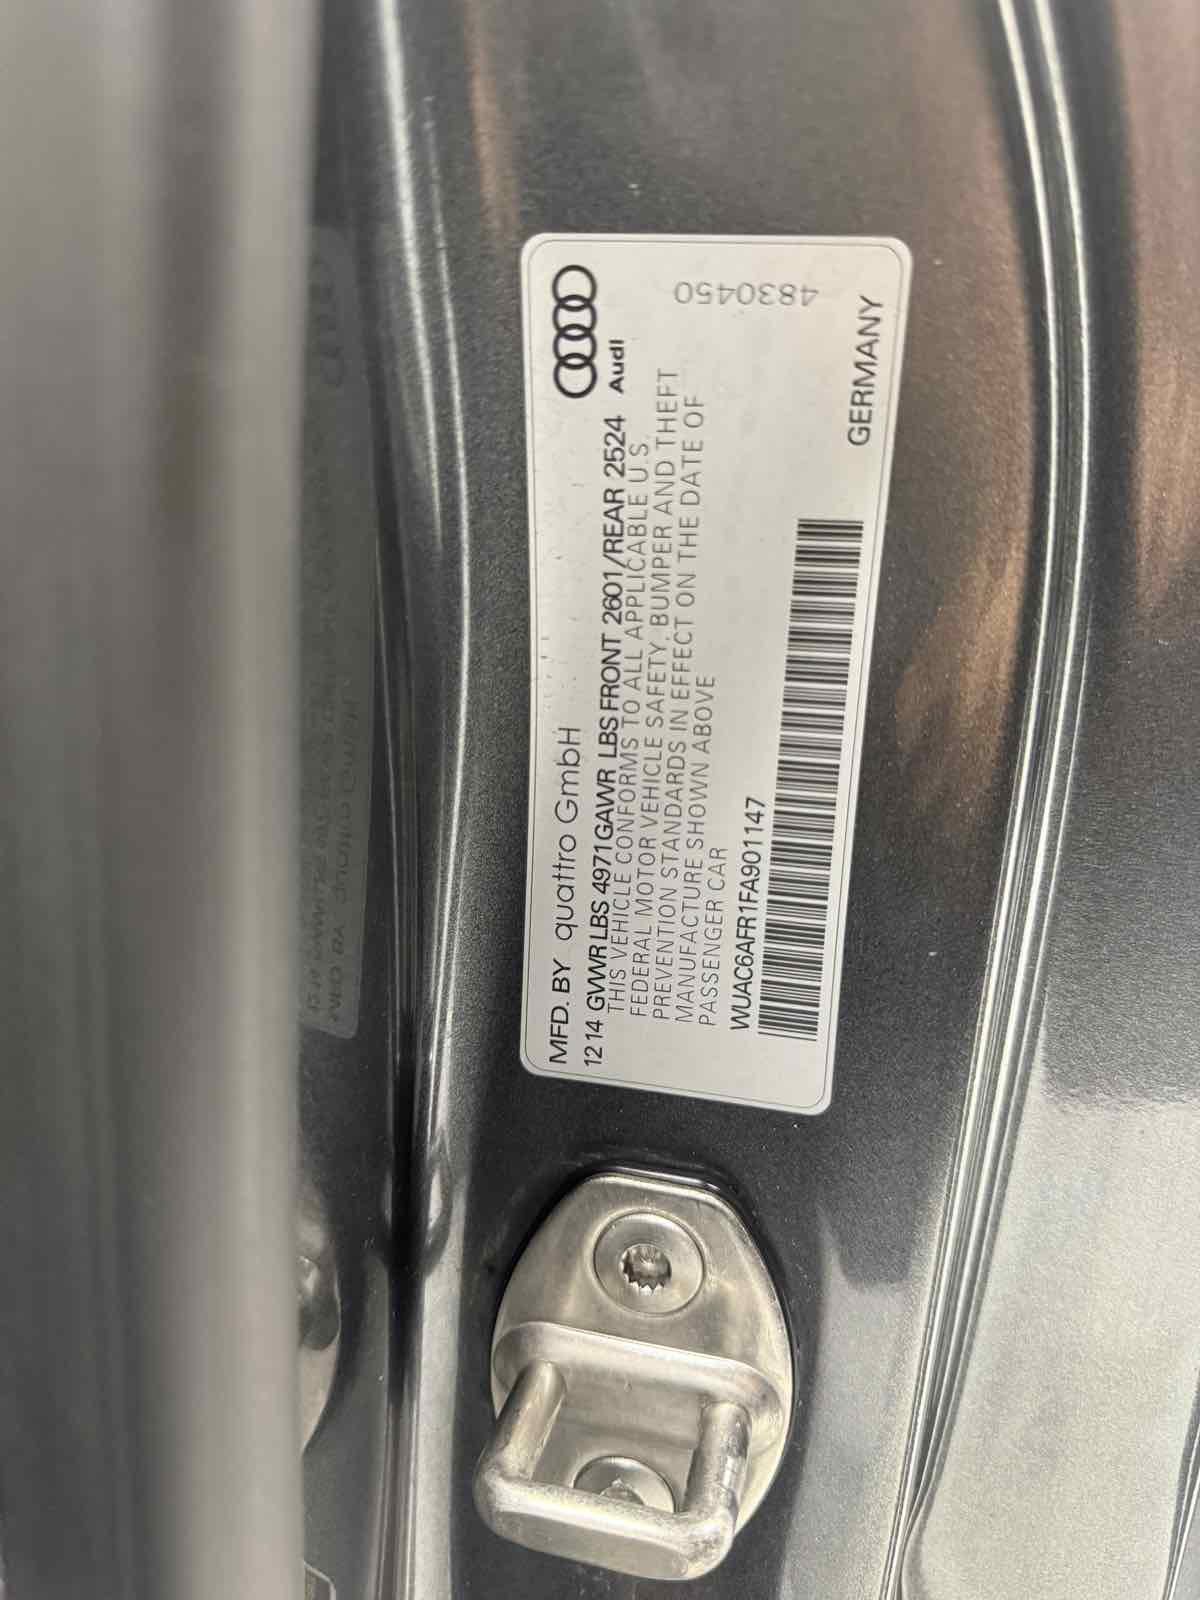 MFD. BY quattro GmbH
Audi
12 14 GVWR LBS 4971 GAWR LBS FRONT 2601/REAR 2524
THIS VEHICLE CONFORMS TO ALL APPLICABLE U.S.
FEDERAL MOTOR VEHICLE SAFETY. BUMPER AND THEFT
PREVENTION STANDARDS IN EFFECT ON THE DATE OF
MANUFACTURE SHOWN ABOVE
PASSENGER CAR
4830450
WUAC6AFR1FA901147
GERMANY